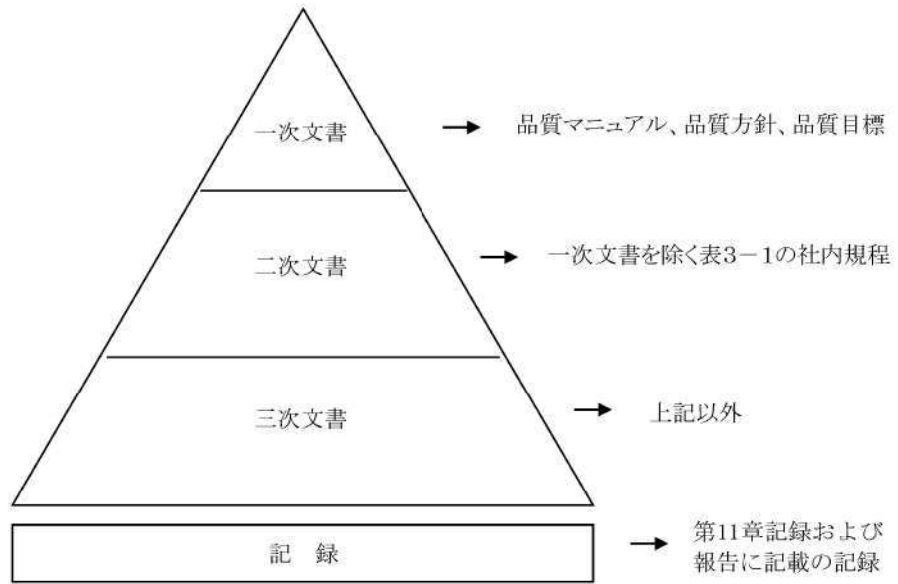 一次文書
品質マニュアル、品質方針、品質目標
二次文書
一次文書を除く表3－1の社内規程
三次文書
上記以外
記　録
第11章記録および
報告に記載の記録